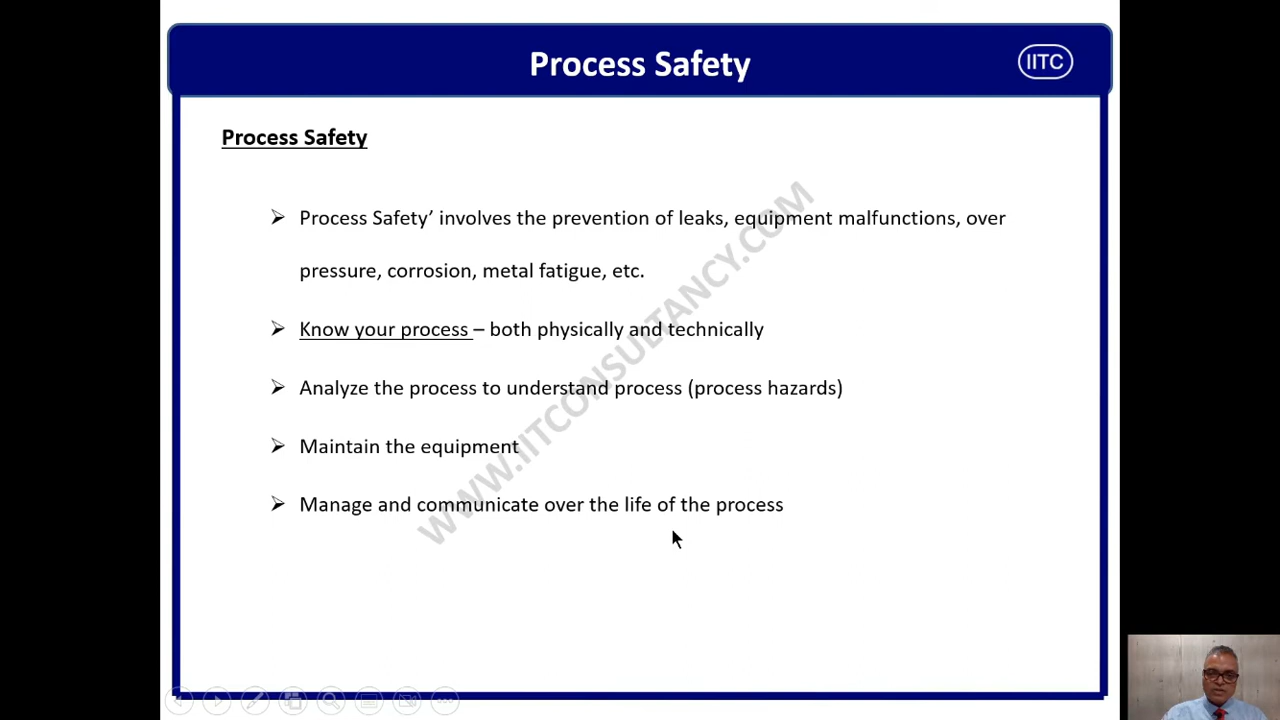 Process Safety
IITC
Process Safety
Process Safety’ involves the prevention of leaks, equipment malfunctions, over
pressure, corrosion, metal fatigue, etc.
Know your process – both physically and technically
Analyze the process to understand process (process hazards)
Maintain the equipment
Manage and communicate over the life of the process
WWW.IITCONSULTANCY.COM